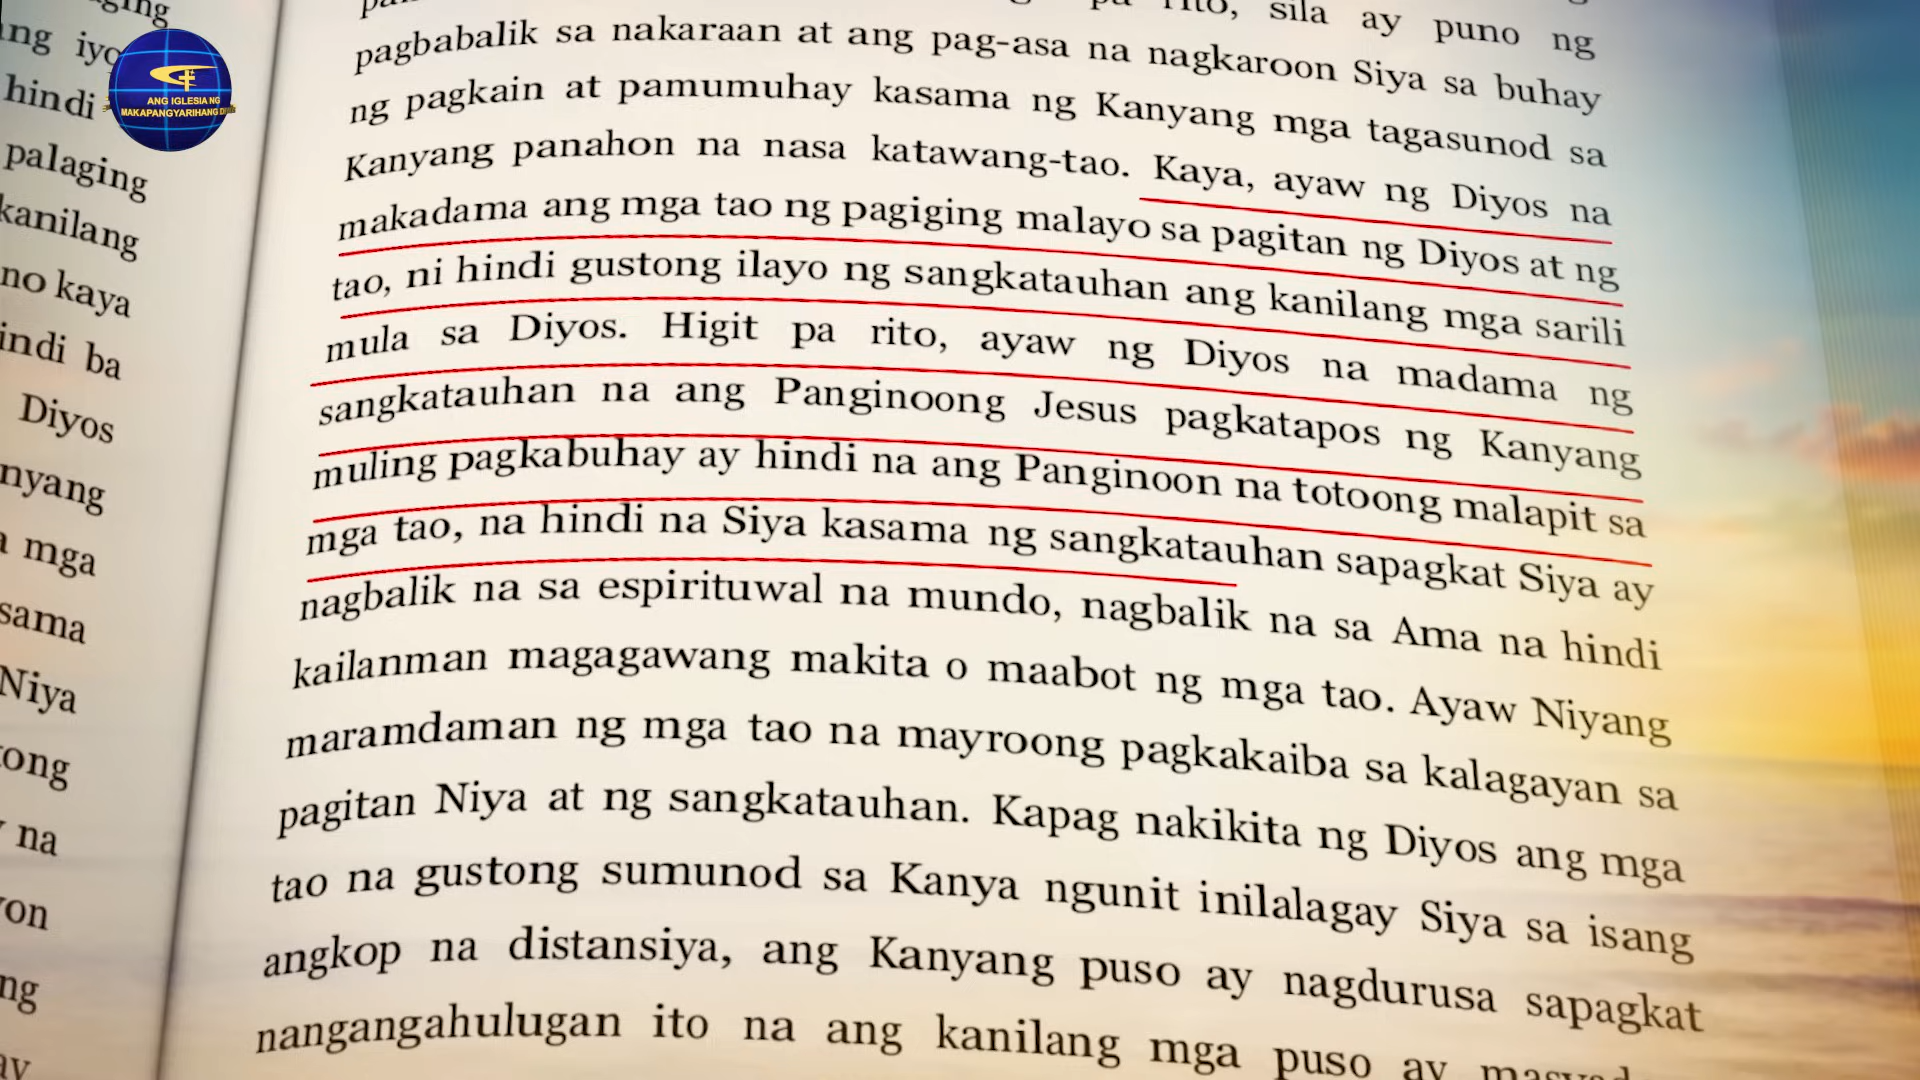 hindi
palaging
kanilang
no kaya
indi ba
Diyos
nyang
mga
sama
Niya
na
ng
ANG IGLESIA NG
MAKAPANGYARIHANG
rito, sila ay puno ng
pagbabalik sa nakaraan at ang pag-asa na nagkaroon Siya sa buhay
ng pagkain at pamumuhay kasama ng Kanyang mga tagasunod sa
Kanyang panahon na nasa katawang-tao. Kaya, ayaw ng Diyos na
makadama ang mga tao ng pagiging malayo sa pagitan ng Diyos at ng
tao, ni hindi gustong ilayo ng sangkatauhan ang kanilang mga sarili
mula sa Diyos. Higit pa rito, ayaw ng Diyos na madama ng
sangkatauhan na ang Panginoong Jesus pagkatapos ng Kanyang
muling pagkabuhay ay hindi na ang Panginoon na totoong malapit sa
mga tao, na hindi na Siya kasama ng sangkatauhan sapagkat Siya ay
nagbalik na sa espirituwal na mundo, nagbalik na sa Ama na hindi
kailanman magagawang makita o maabot ng mga tao. Ayaw Niyang
maramdaman ng mga tao na mayroong pagkakaiba sa kalagayan sa
pagitan Niya at ng sangkatauhan. Kapag nakikita ng Diyos ang mga
tao na gustong sumunod sa Kanya ngunit inilalagay Siya sa isang
angkop na distansiya, ang Kanyang puso ay nagdurusa sapagkat
nangangahulugan ito na ang kanilang mga puso ay